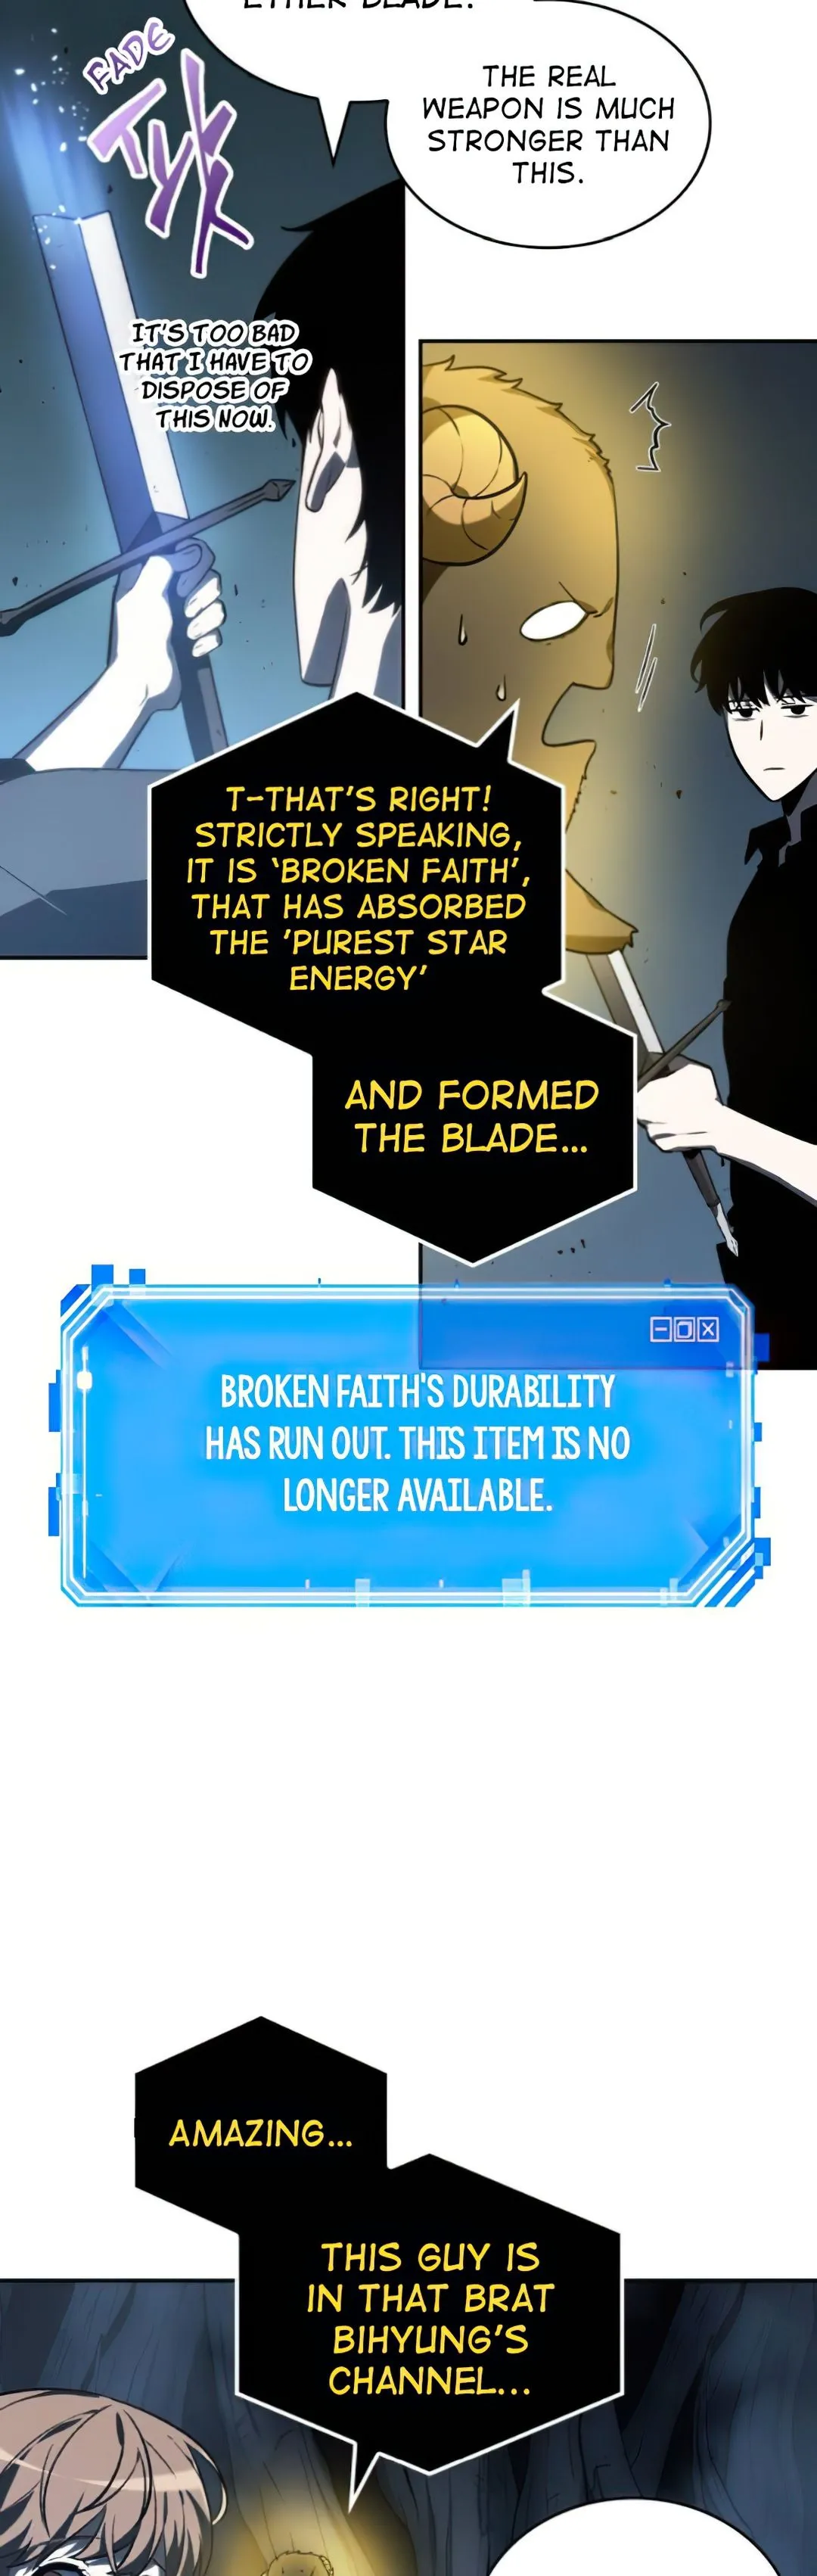 ETHER BLADE.
THE REAL
WEAPON IS MUCH
STRONGER THAN
THIS.
FADE
TYK
IT'S TOO BAD
THAT I HAVE TO
DISPOSE OF
THIS NOW.
T-THAT'S RIGHT!
STRICTLY SPEAKING,
IT IS 'BROKEN FAITH',
THAT HAS ABSORBED
THE 'PUREST STAR
ENERGY'
AND FORMED
THE BLADE...
BROKEN FAITH'S DURABILITY
HAS RUN OUT. THIS ITEM IS NO
LONGER AVAILABLE.
AMAZING...
THIS GUY IS
IN THAT BRAT
BIHYUNG'S
CHANNEL...